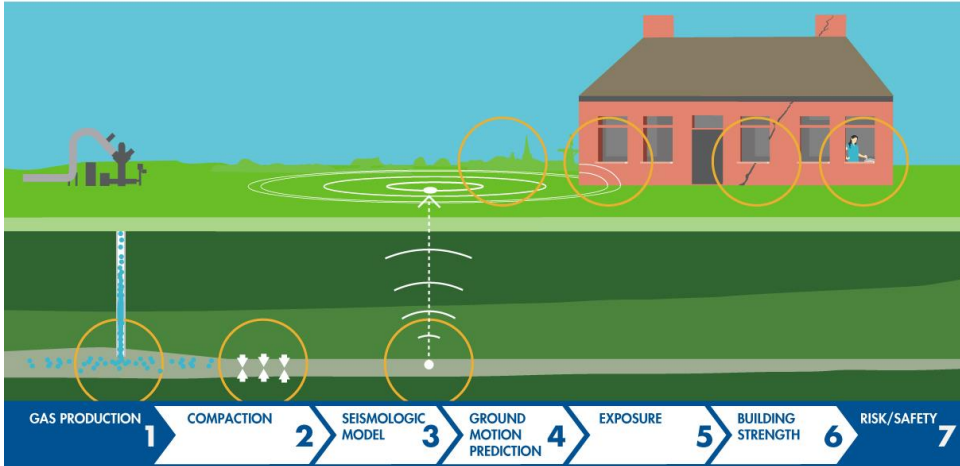 GAS PRODUCTION 1
COMPACTION 2
SEISMOLOGIC
MODEL 3
GROUND
MOTION
PREDICTION 4
EXPOSURE 5
BUILDING
STRENGTH 6
RISK/SAFETY 7